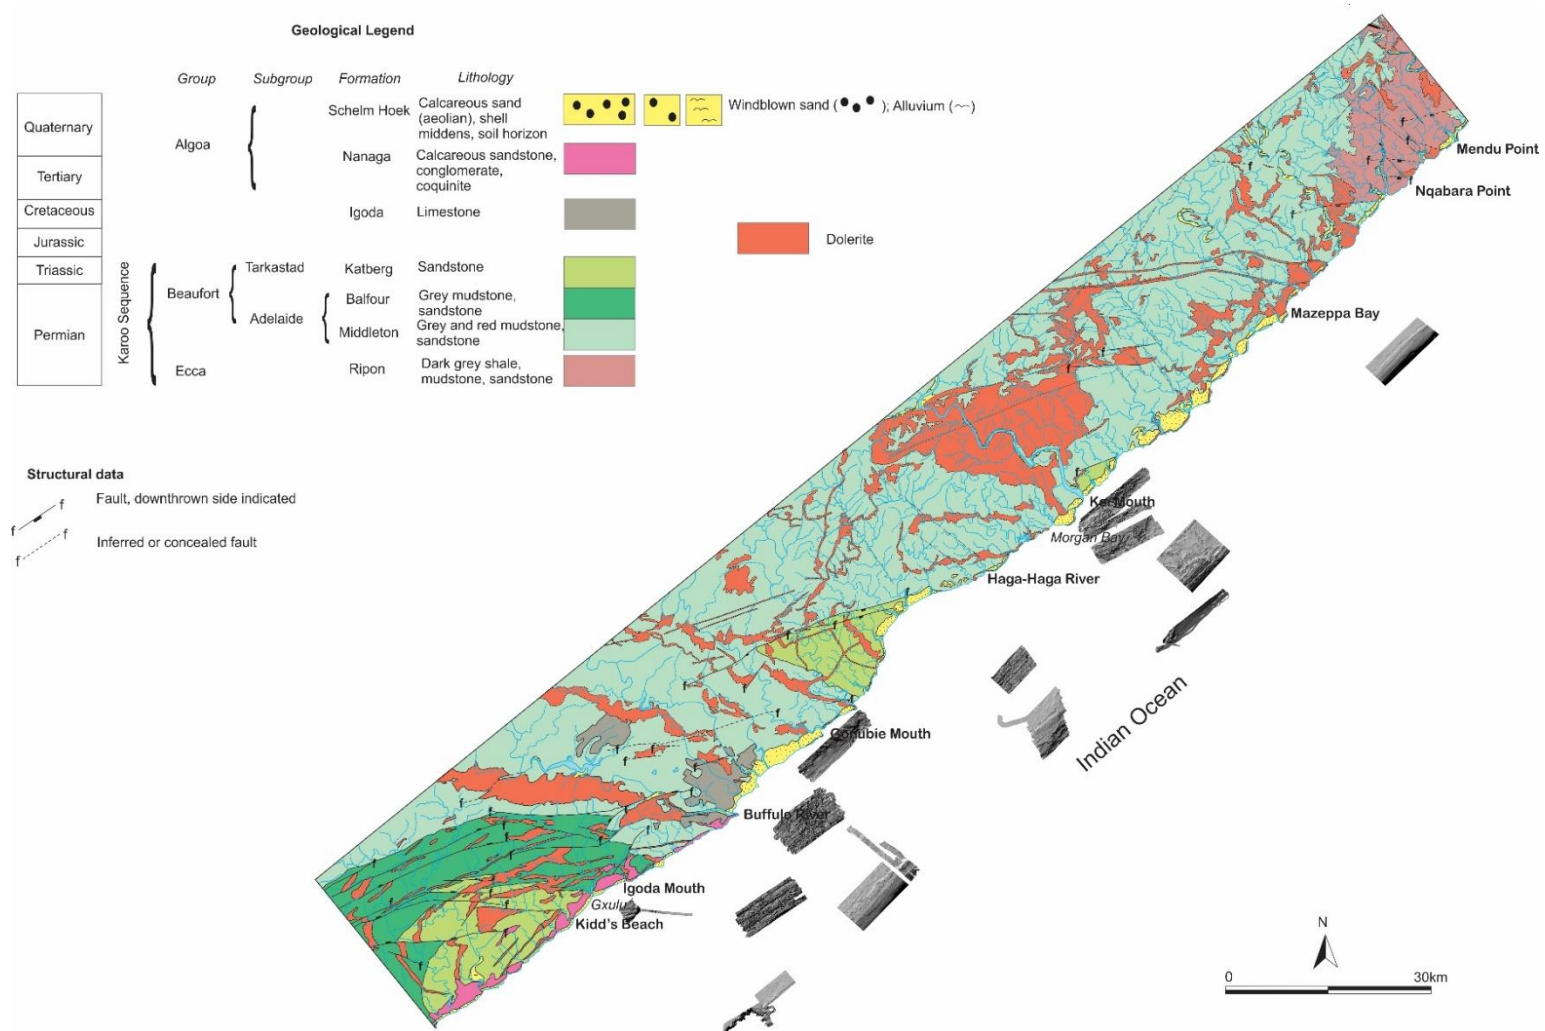 Geological Legend
Group Subgroup Formation Lithology
Quaternary
Tertiary
Cretaceous
Jurassic
Triassic
Permian
Karoo Sequence
Algoa
Beaufort
Ecca
Tarkastad
Adelaide
Schelm Hoek
Calcareous sand
(aeolian), shell
middens, soil horizon
Windblown sand ( ); Alluvium ( )
Nanaga
Calcareous sandstone,
conglomerate,
coquinite
Igoda
Limestone
Dolerite
Katberg
Sandstone
Balfour
Grey mudstone,
sandstone
Middleton
Grey and red mudstone,
sandstone
Ripon
Dark grey shale,
mudstone, sandstone
Structural data
f f
Fault, downthrown side indicated
f f
Inferred or concealed fault
Mendu Point
Nqabara Point
Mazeppa Bay
Kei Mouth
Morgan Bay
Haga-Haga River
Indian Ocean
Gonubie Mouth
Buffulo River
Igoda Mouth
Gxulu
Kidd's Beach
N
0 30km